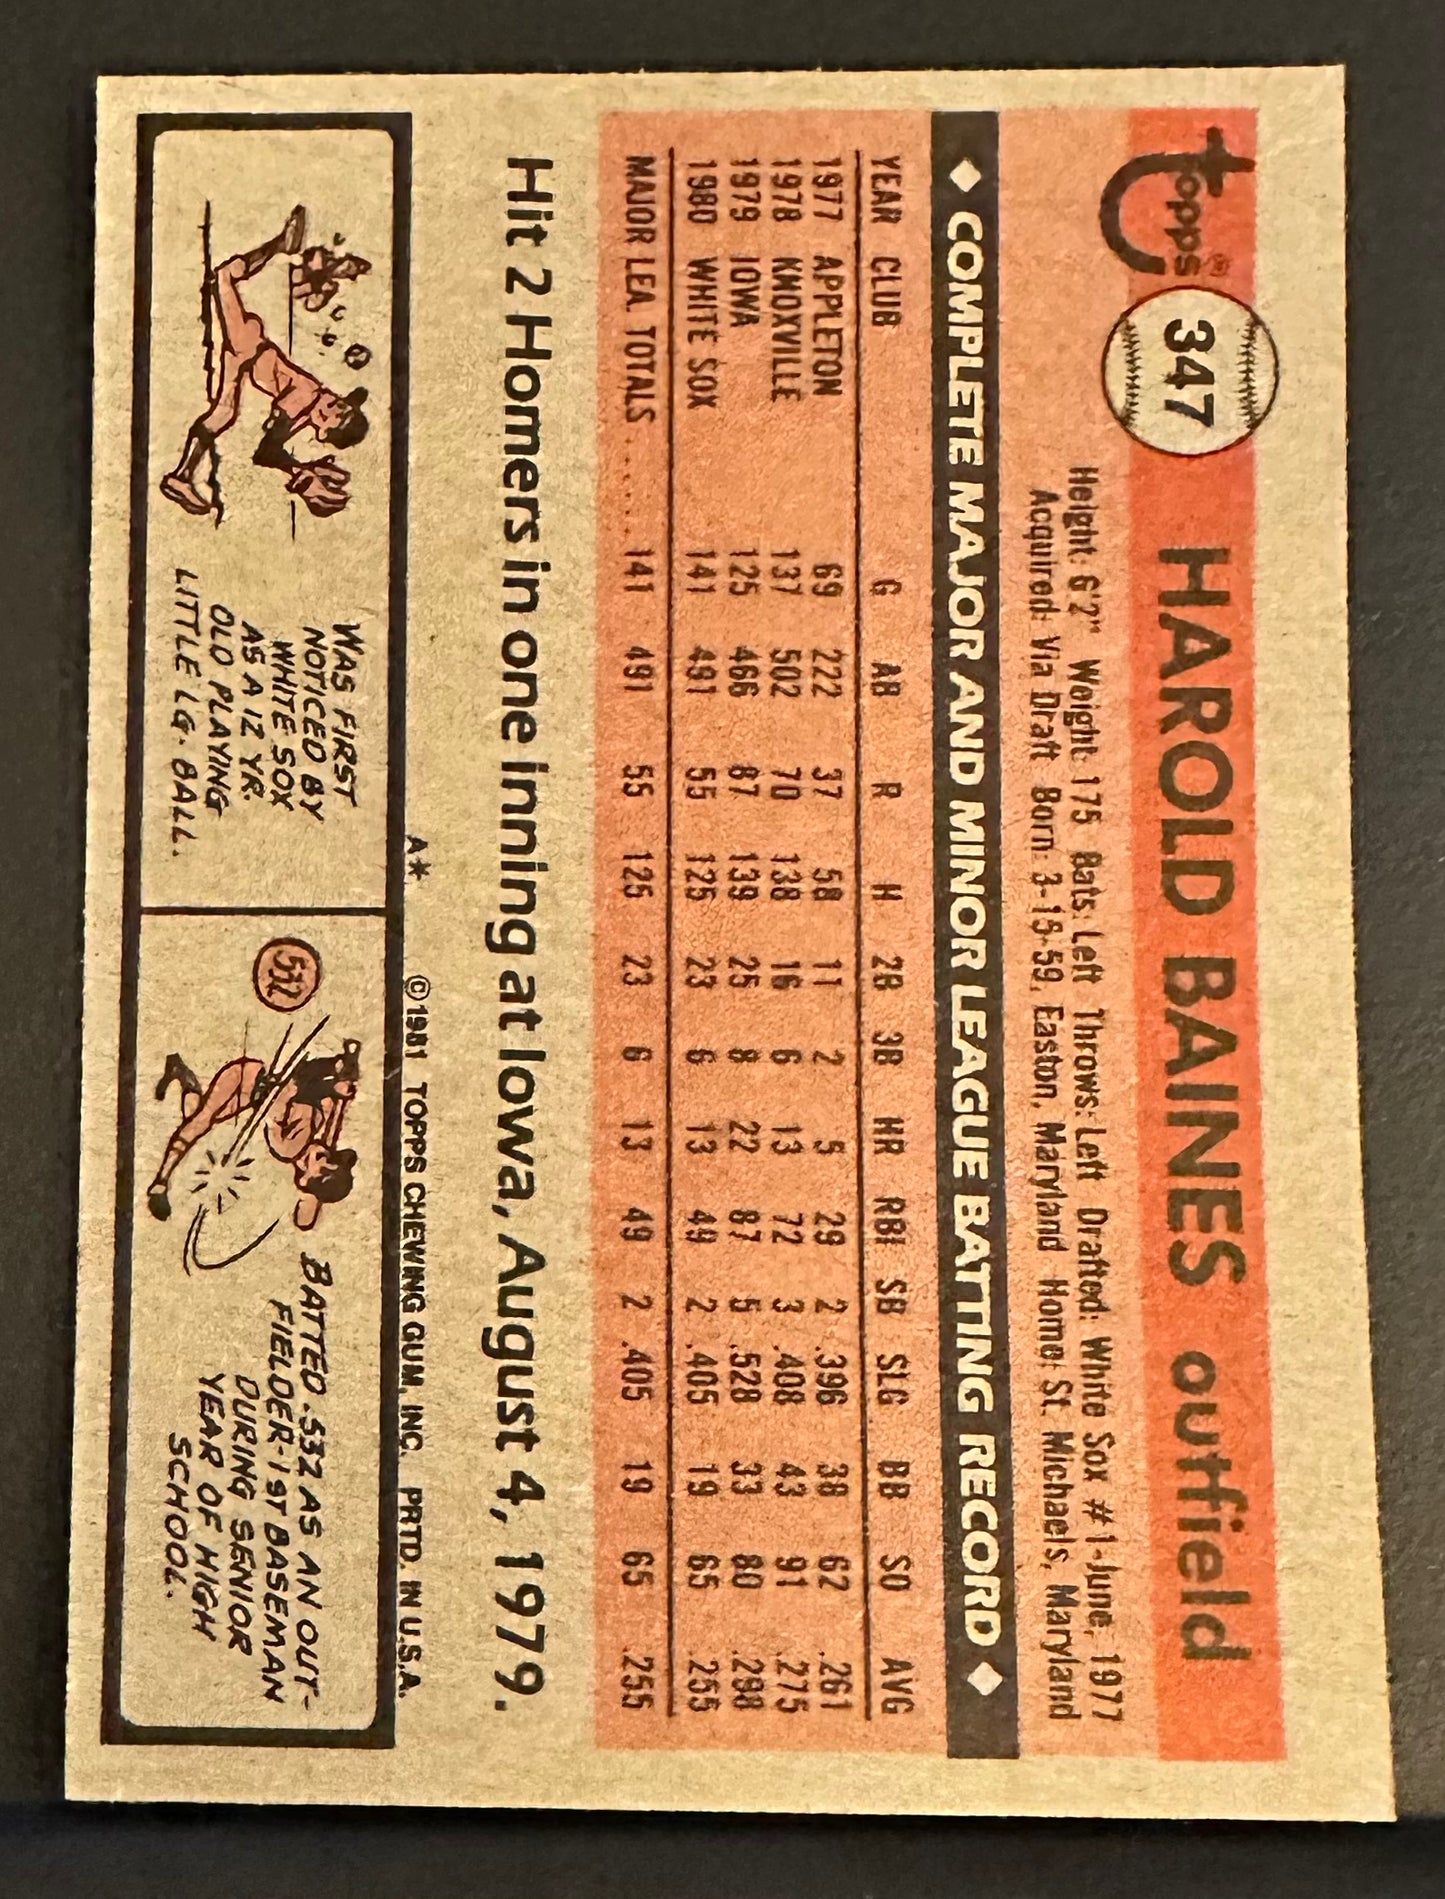 topps®
347
HAROLD BAINES outfield
Height: 6'2" Weight: 175 Bats: Left Throws: Left Drafted: White Sox #1-June, 1977
Acquired: Via Draft Born: 3-15-59, Easton, Maryland Home: St. Michaels, Maryland
◆ COMPLETE MAJOR AND MINOR LEAGUE BATTING RECORD ◆
YEAR CLUB G AB R H 2B 3B HR RBI SB SLG BB SO AVG
1977 APPLETON 69 222 37 58 11 2 5 29 2 .396 38 62 .261
1978 KNOXVILLE 137 502 70 138 16 6 13 72 3 .408 43 91 .275
1979 IOWA 125 466 87 139 25 8 22 87 5 .528 33 80 .298
1980 WHITE SOX 141 491 55 125 23 6 13 49 2 .405 19 65 .255
MAJOR LEA. TOTALS ...... 141 491 55 125 23 6 13 49 2 .405 19 65 .255
Hit 2 Homers in one inning at Iowa, August 4, 1979.
A* ©1981 TOPPS CHEWING GUM, INC. PRTD. IN U.S.A.
WAS FIRST
NOTICED BY
WHITE SOX
AS A 12 YR.
OLD PLAYING
LITTLE LG. BALL.
532
BATTED .532 AS AN OUT-
FIELDER-1ST BASEMAN
DURING SENIOR
YEAR OF HIGH
SCHOOL.